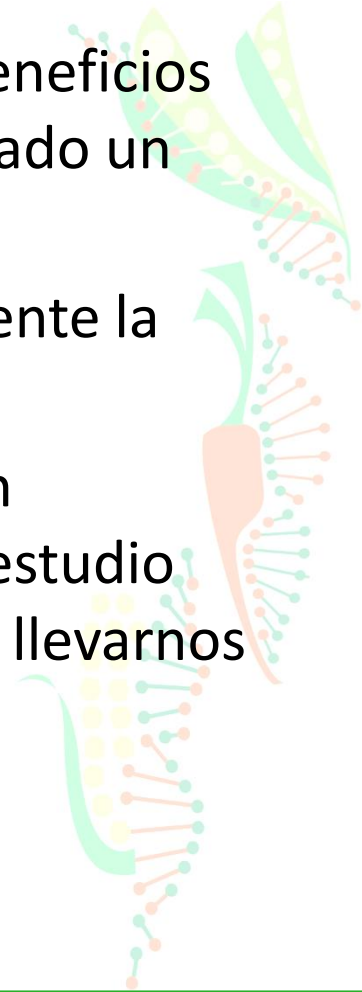 eneficios
ado un
ente la
n
estudio
llevarnos